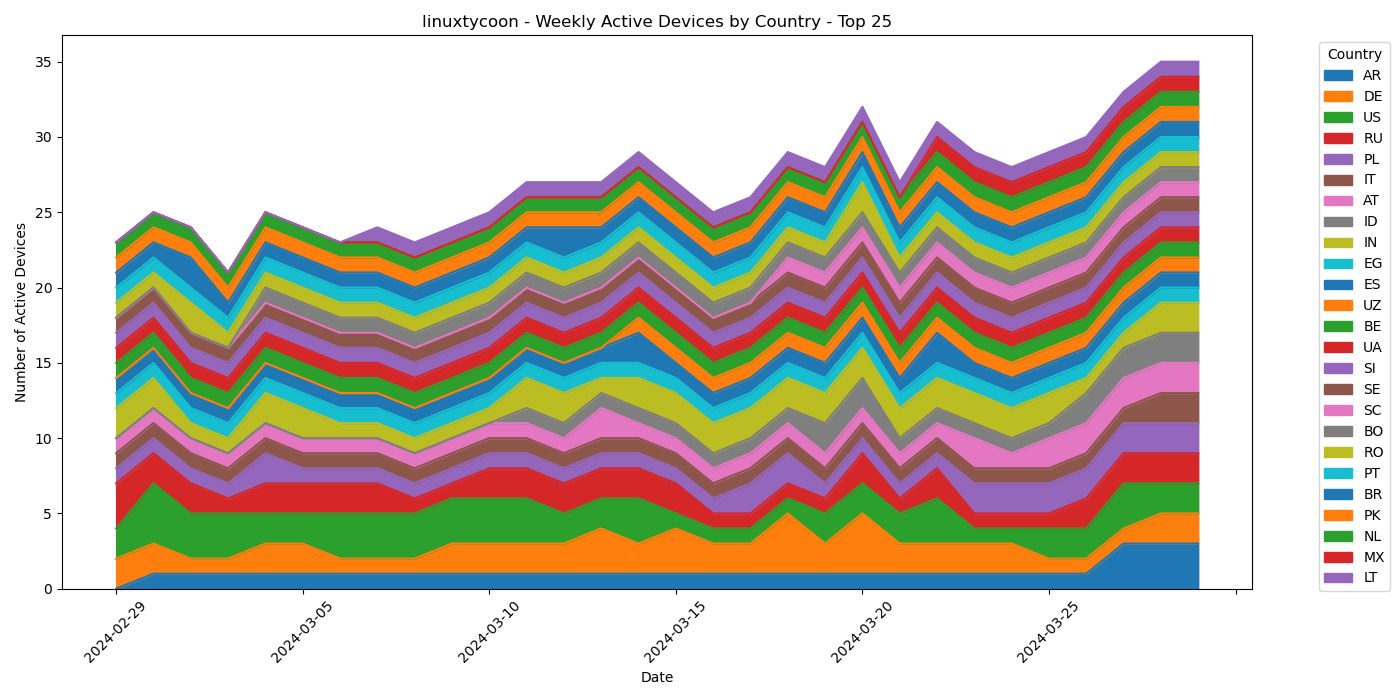 linuxtycoon - Weekly Active Devices by Country - Top 25
Number of Active Devices
35
30
25
20
15
10
5
0
2024-02-29
2024-03-05
2024-03-10
2024-03-15
2024-03-20
2024-03-25
Date
Country
AR
DE
US
RU
PL
IT
AT
ID
IN
EG
ES
UZ
BE
UA
SI
SE
SC
BO
RO
PT
BR
PK
NL
MX
LT